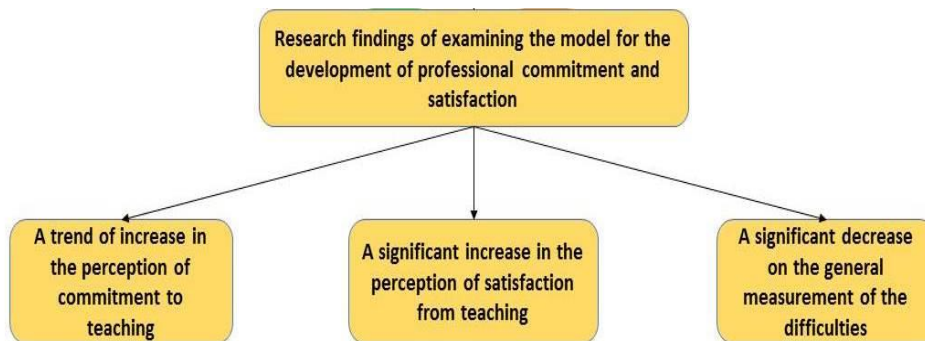 Research findings of examining the model for the
development of professional commitment and
satisfaction
A trend of increase in
the perception of
commitment to
teaching
A significant increase in the
perception of satisfaction
from teaching
A significant decrease
on the general
measurement of the
difficulties